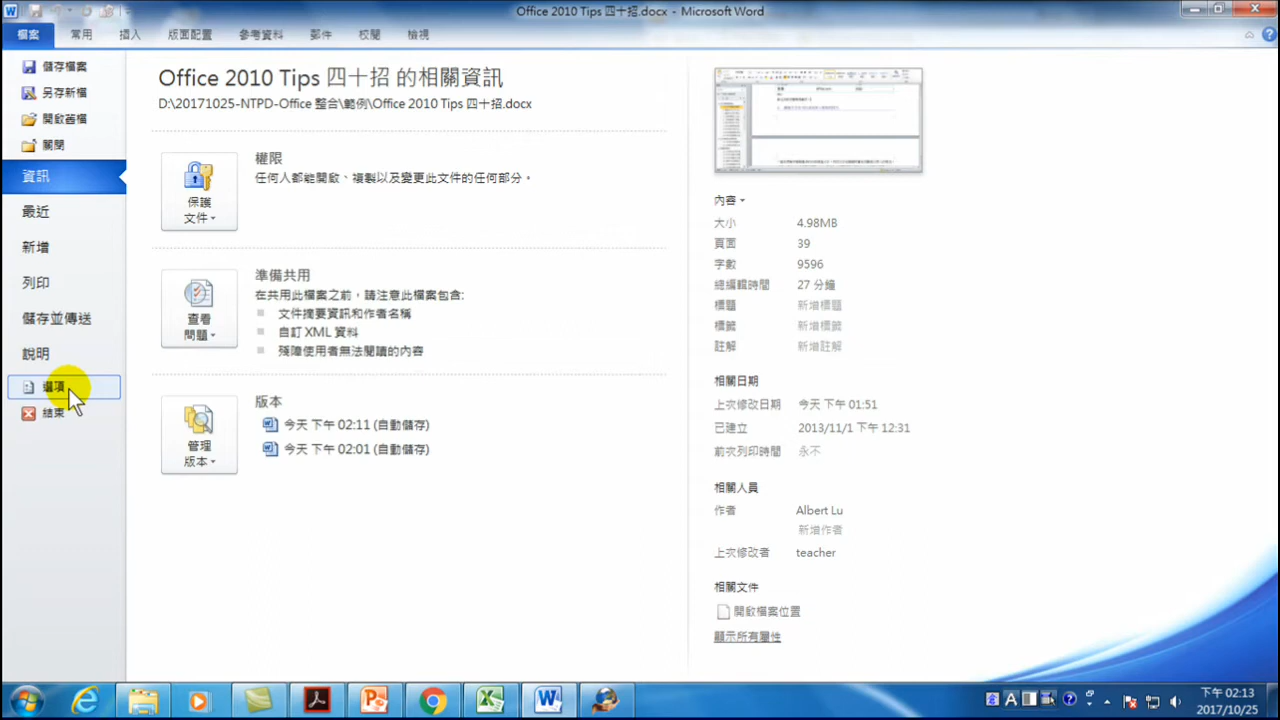 Office 2010 Tips 四十招.docx - Microsoft Word
檔案 常用 插入 版面配置 參考資料 郵件 校閱 檢視
儲存檔案
另存新檔
開啟舊檔
關閉
資訊
最近
新增
列印
儲存並傳送
說明
選項
結束
Office 2010 Tips 四十招 的相關資訊
D:\20171025-NTPD-Office 整合\範例\Office 2010 Tips 四十招.docx
保護
文件
權限
任何人都能開啟、複製以及變更此文件的任何部分。
查看
問題
準備共用
在共用此檔案之前，請注意此檔案包含:
文件摘要資訊和作者名稱
自訂 XML 資料
殘障使用者無法閱讀的內容
管理
版本
版本
今天 下午 02:11 (自動儲存)
今天 下午 02:01 (自動儲存)
內容
大小 4.98MB
頁面 39
字數 9596
總編輯時間 27 分鐘
標題 新增標題
標籤 新增標籤
註解 新增註解
相關日期
上次修改日期 今天 下午 01:51
已建立 2013/11/1 下午 12:31
前次列印時間 永不
相關人員
作者 Albert Lu
新增作者
上次修改者 teacher
相關文件
開啟檔案位置
顯示所有屬性
下午 02:13
2017/10/25